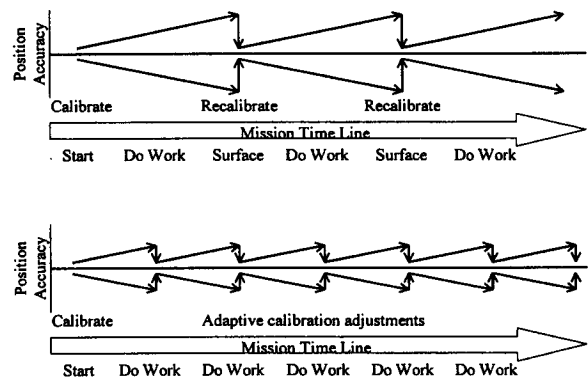 Position
Accuracy
Calibrate Recalibrate Recalibrate
Mission Time Line
Start Do Work Surface Do Work Surface Do Work
Position
Accuracy
Calibrate Adaptive calibration adjustments
Mission Time Line
Start Do Work Do Work Do Work Do Work Do Work